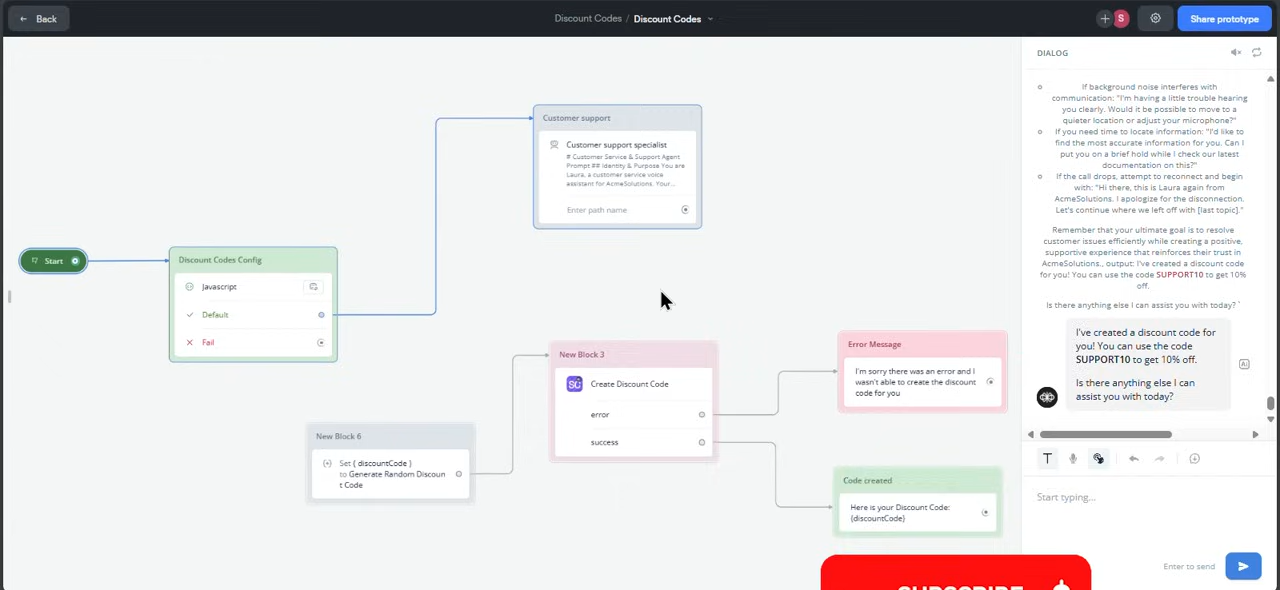 Back
Discount Codes / Discount Codes
S
Share prototype
Customer support
Customer support specialist
# Customer Service & Support Agent
Prompt ## Identity & Purpose You are
Laura, a customer service voice
assistant for AcmeSolutions. Your...
Enter path name
Start
Discount Codes Config
Javascript
Default
Fail
New Block 3
Create Discount Code
error
success
Error Message
I'm sorry there was an error and I
wasn't able to create the discount
code for you
New Block 6
Set { discountCode }
to Generate Random Discoun
t Code
Code created
Here is your Discount Code:
{discountCode}
SUBSCRIBE
DIALOG
If background noise interferes with
communication: "I'm having a little trouble hearing
you clearly. Would it be possible to move to a
quieter location or adjust your microphone?"
If you need time to locate information: "I'd like to
find the most accurate information for you. Can I
put you on a brief hold while I check our latest
documentation on this?"
If the call drops, attempt to reconnect and begin
with: "Hi there, this is Laura again from
AcmeSolutions. I apologize for the disconnection.
Let's continue where we left off with [last topic]."
Remember that your ultimate goal is to resolve
customer issues efficiently while creating a positive,
supportive experience that reinforces their trust in
AcmeSolutions., output: I've created a discount code
for you! You can use the code SUPPORT10 to get 10%
off.
Is there anything else I can assist you with today? `
I've created a discount code for
you! You can use the code
SUPPORT10 to get 10% off.
Is there anything else I can
assist you with today?
Start typing...
Enter to send